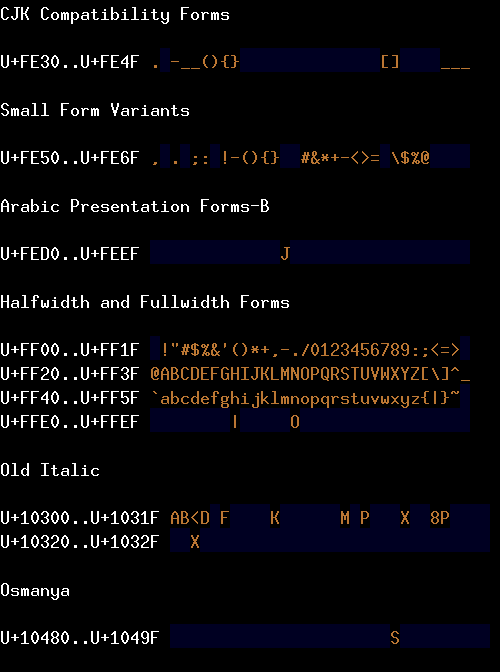 CJK Compatibility Forms
U+FE30..U+FE4F . -__(){} [] ___
Small Form Variants
U+FE50..U+FE6F , . ;: !-(){} #&*+-<>= \$%@
Arabic Presentation Forms-B
U+FED0..U+FEEF J
Halfwidth and Fullwidth Forms
U+FF00..U+FF1F !"#$%&'()*+,-./0123456789:;<=>
U+FF20..U+FF3F @ABCDEFGHIJKLMNOPQRSTUVWXYZ[\]^_
U+FF40..U+FF5F `abcdefghijklmnopqrstuvwxyz{|}~
U+FFE0..U+FFEF | O
Old Italic
U+10300..U+1031F AB<D F K M P X 8P
U+10320..U+1032F X
Osmanya
U+10480..U+1049F S